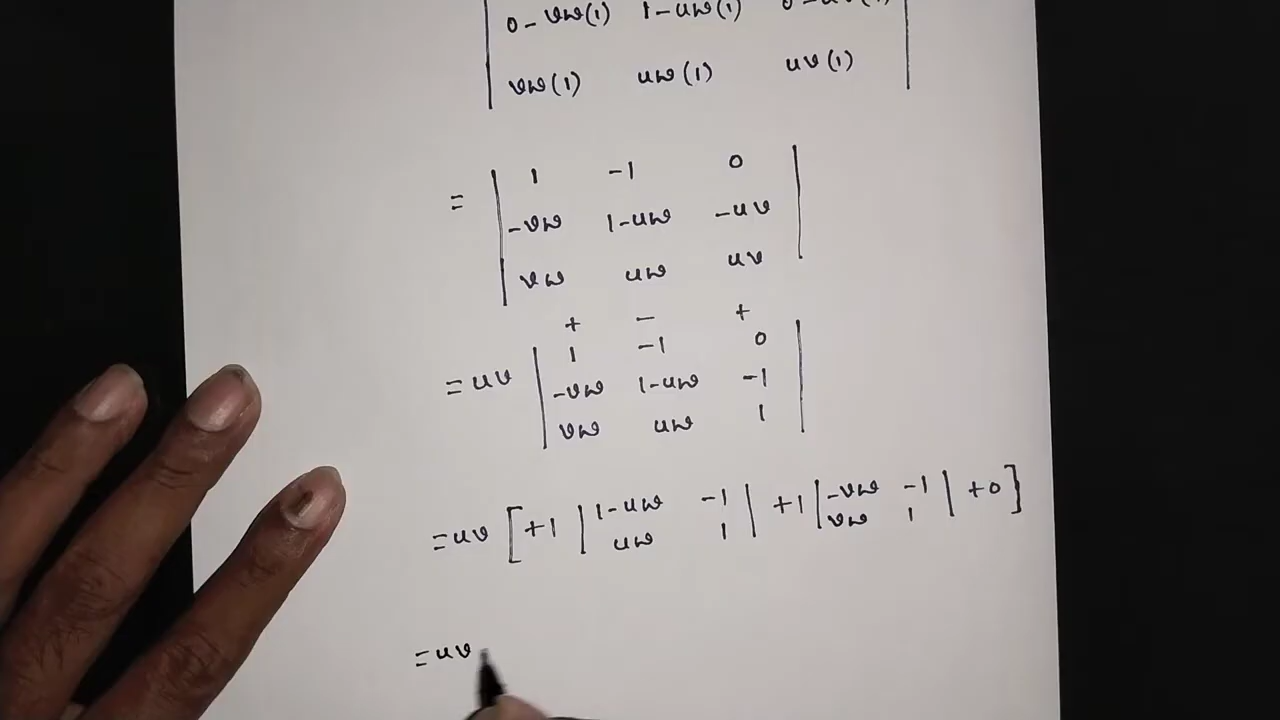 0 - vw(1) 1 - uw(1) 0 - uv(1)
vw(1) uw(1) uv(1)
= | 1 -1 0 |
| -vw 1-uw -uv |
| vw uw uv |
+ - +
= uv | 1 -1 0 |
| -vw 1-uw -1 |
| vw uw 1 |
= uv [ +1 | 1-uw -1 | +1 | -vw -1 | +0 ]
| uw 1 | | vw 1 |
= uv